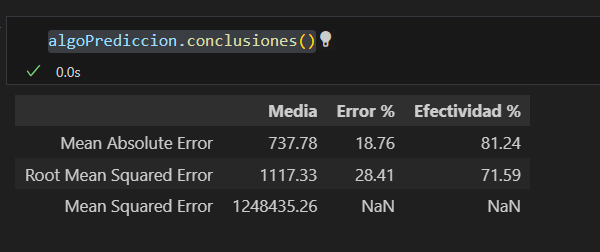 algoPrediccion.conclusiones()
0.0s
Media Error % Efectividad %
Mean Absolute Error 737.78 18.76 81.24
Root Mean Squared Error 1117.33 28.41 71.59
Mean Squared Error 1248435.26 NaN NaN